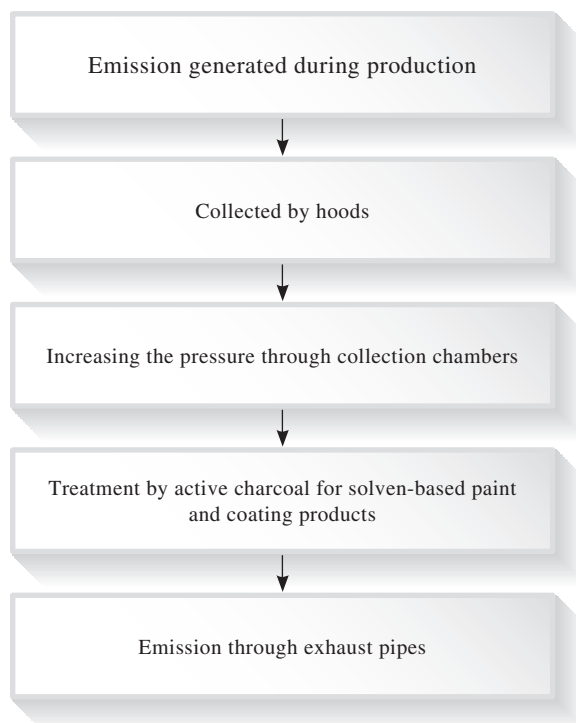 Emission generated during production
Collected by hoods
Increasing the pressure through collection chambers
Treatment by active charcoal for solven-based paint
and coating products
Emission through exhaust pipes